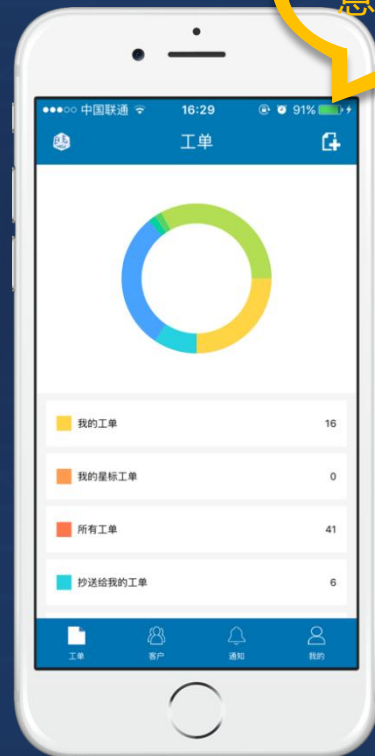 中国联通 16:29 91%
工单
我的工单 16
我的星标工单 0
所有工单 41
抄送给我的工单 6
工单 客户 通知 我的